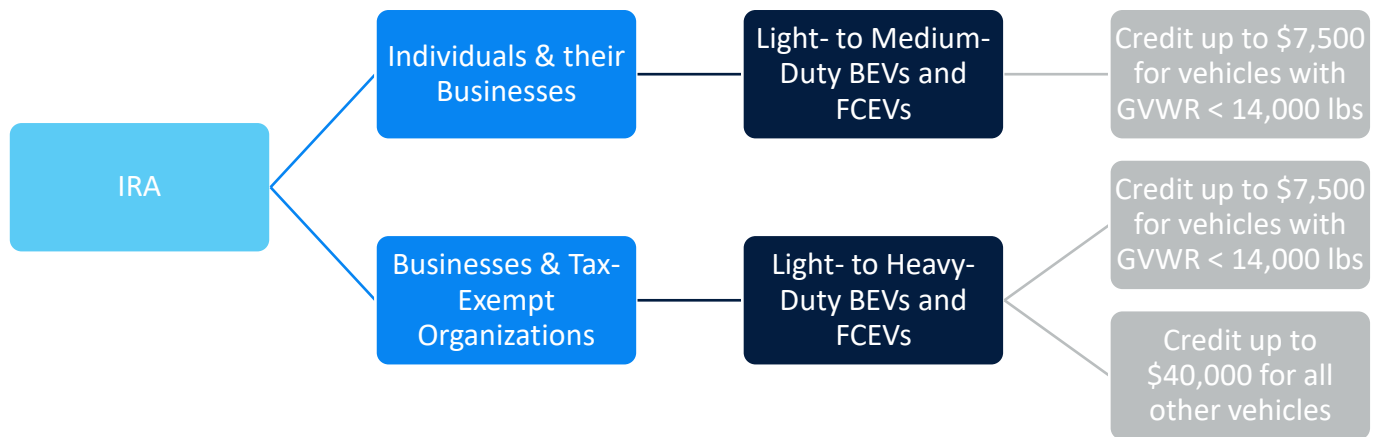 IRA
Individuals & their
Businesses
Light- to Medium-
Duty BEVs and
FCEVs
Credit up to $7,500
for vehicles with
GVWR < 14,000 lbs
Businesses & Tax-
Exempt
Organizations
Light- to Heavy-
Duty BEVs and
FCEVs
Credit up to $7,500
for vehicles with
GVWR < 14,000 lbs
Credit up to
$40,000 for all
other vehicles